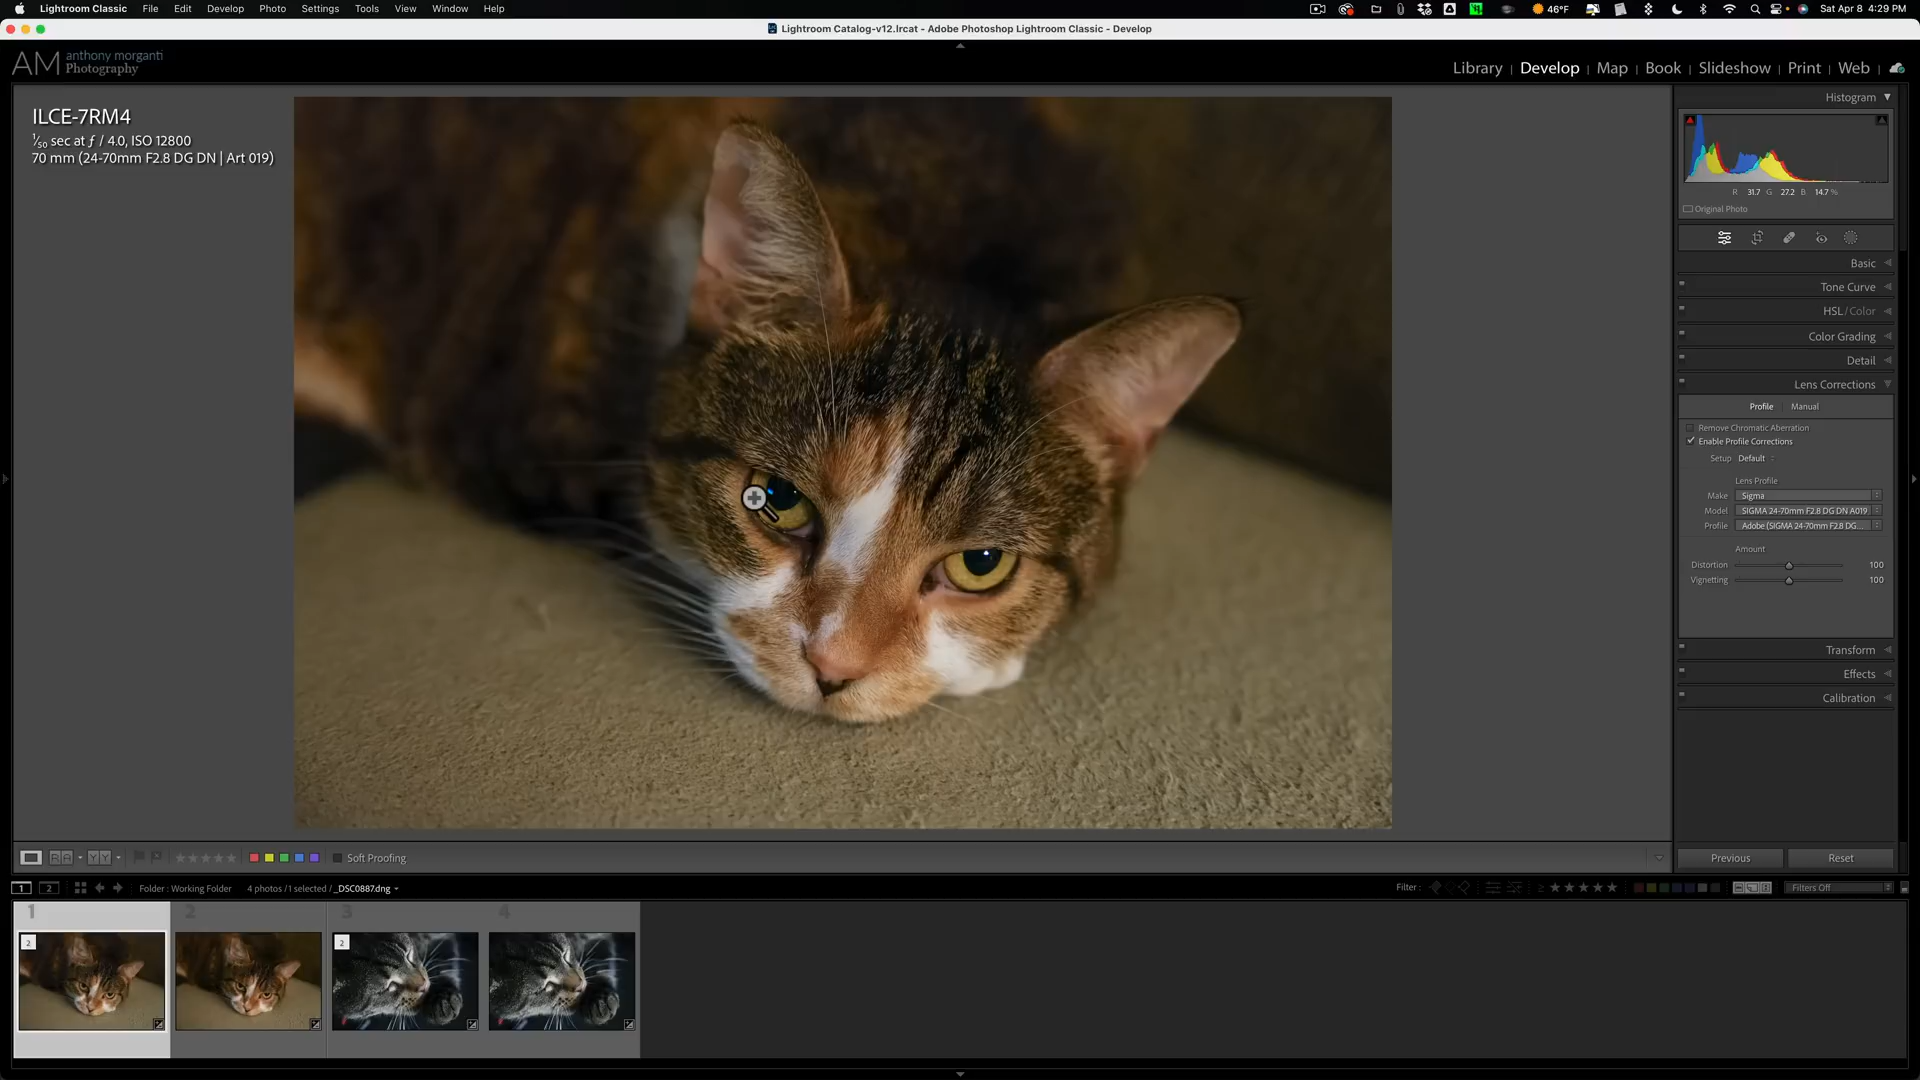 Lightroom Classic File Edit Develop Photo Settings Tools View Window Help 46°F Sat Apr 8 4:29 PM
Lightroom Catalog-v12.lrcat - Adobe Photoshop Lightroom Classic - Develop
AM anthony morganti
Photography
Library | Develop | Map | Book | Slideshow | Print | Web
ILCE-7RM4
1/50 sec at ƒ / 4.0, ISO 12800
70 mm (24-70mm F2.8 DG DN | Art 019)
Histogram
R 31.7 G 27.2 B 14.7 %
Original Photo
Basic
Tone Curve
HSL / Color
Color Grading
Detail
Lens Corrections
Profile Manual
Remove Chromatic Aberration
Enable Profile Corrections
Setup Default
Lens Profile
Make Sigma
Model SIGMA 24-70mm F2.8 DG DN A019
Profile Adobe (SIGMA 24-70mm F2.8 DG...
Amount
Distortion 100
Vignetting 100
Transform
Effects
Calibration
Soft Proofing
Previous Reset
1 2 Folder : Working Folder 4 photos / 1 selected / _DSC0887.dng Filter : Filters Off
1 2 3 4
2 2